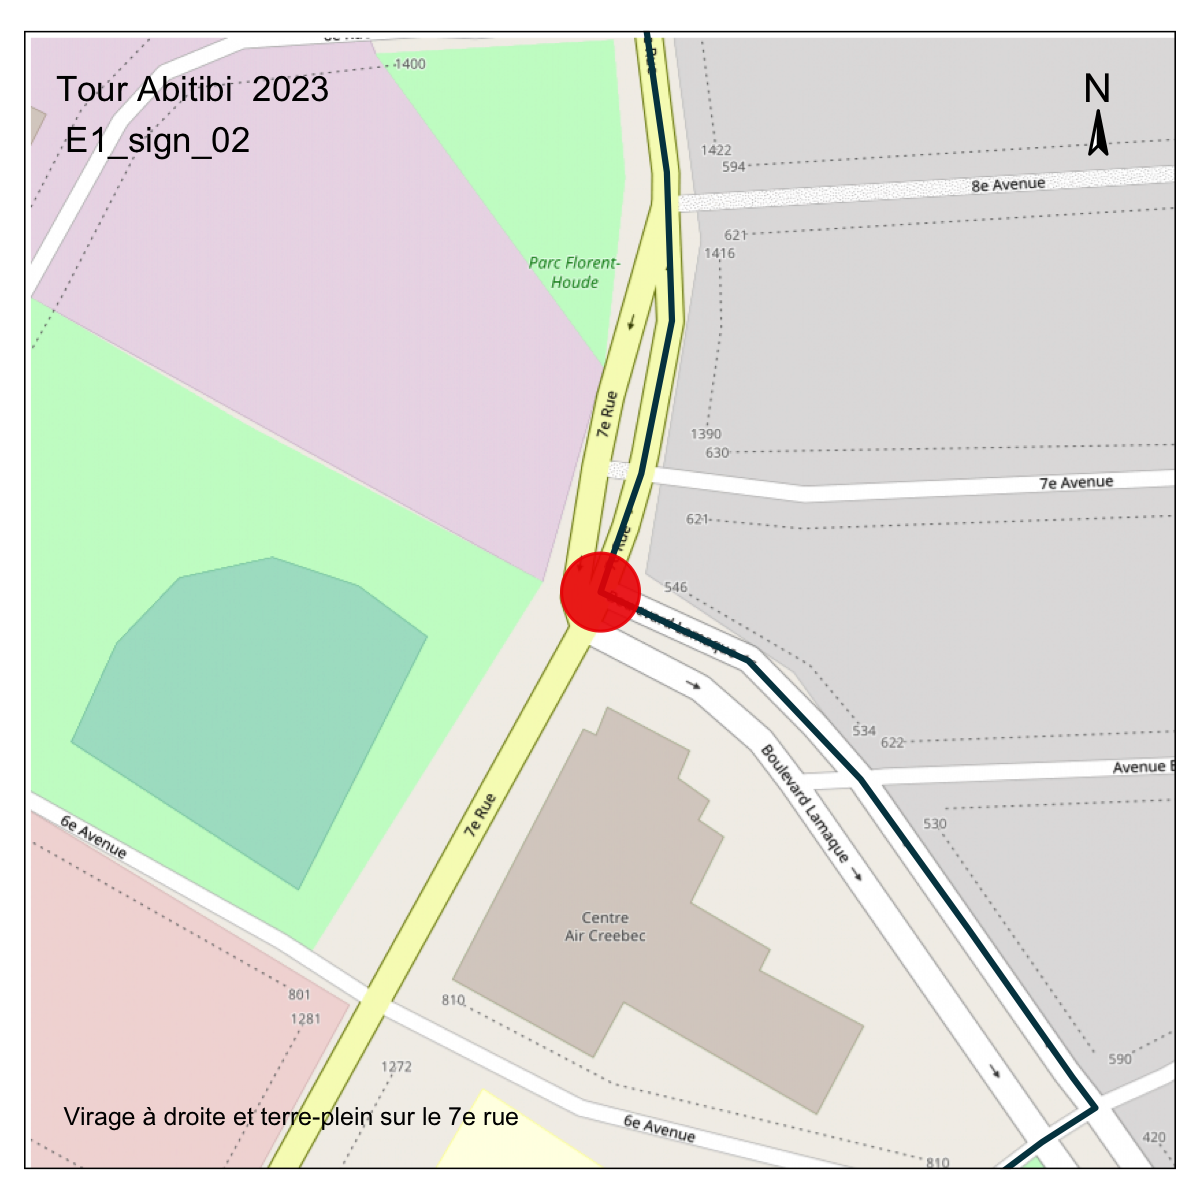 Tour Abitibi 2023
E1_sign_02
N
1400
1422
594
8e Avenue
621
1416
Parc Florent-
Houde
7e Rue
1390
630
7e Avenue
621
Rue
546
534
622
Avenue
Boulevard Lamaque
530
7e Rue
6e Avenue
Centre
Air Creebec
801
1281
810
1272
590
6e Avenue
420
810
Virage à droite et terre-plein sur le 7e rue